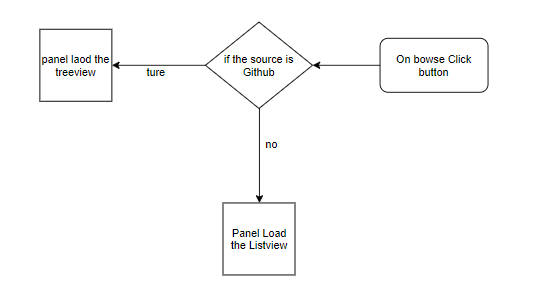 panel laod the
treeview
ture
if the source is
Github
On bowse Click
button
no
Panel Load
the Listview